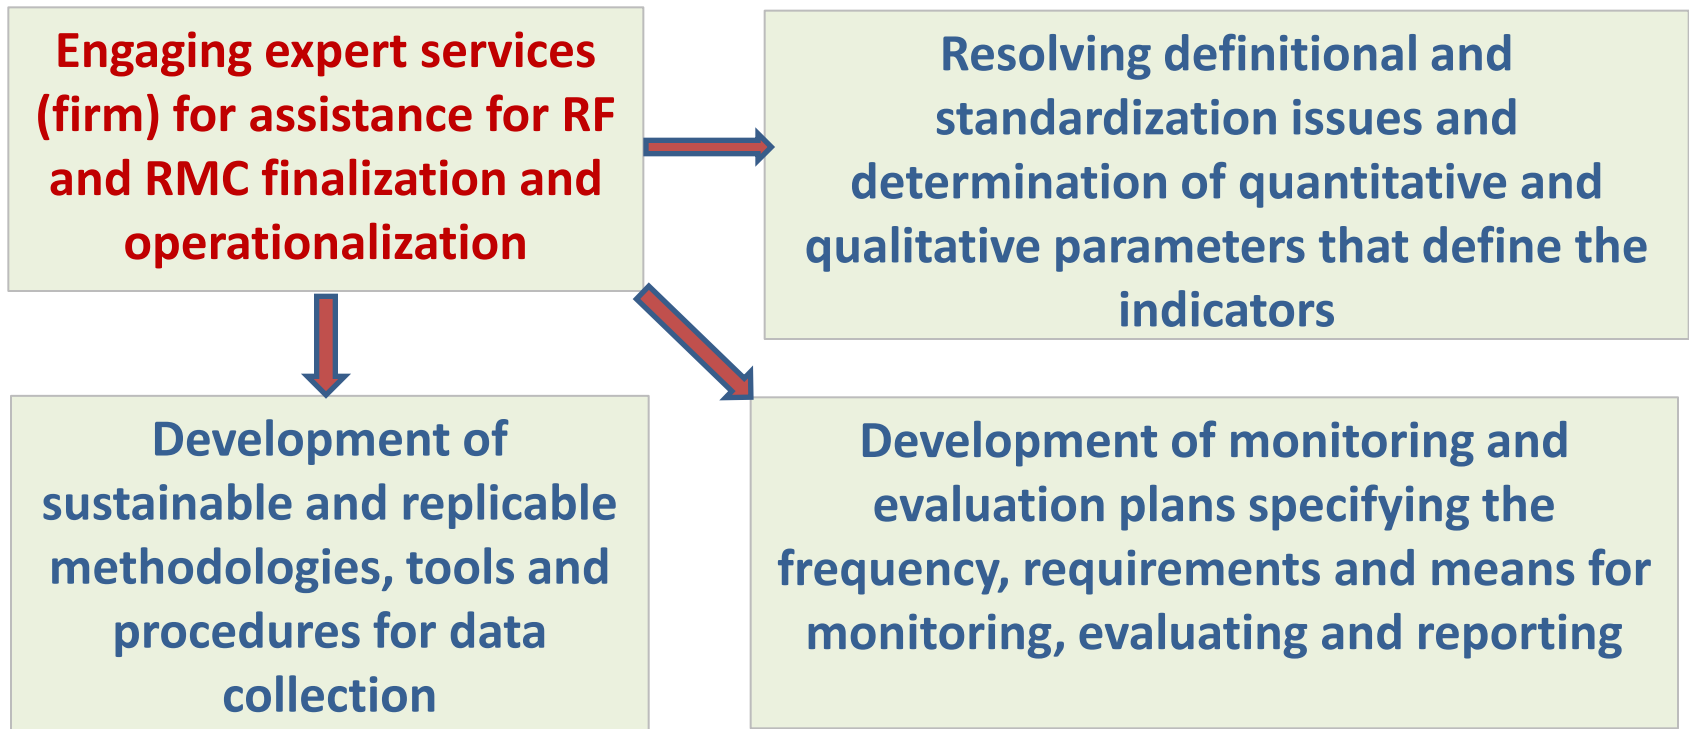 Engaging expert services
(firm) for assistance for RF
and RMC finalization and
operationalization
Resolving definitional and
standardization issues and
determination of quantitative and
qualitative parameters that define the
indicators
Development of
sustainable and replicable
methodologies, tools and
procedures for data
collection
Development of monitoring and
evaluation plans specifying the
frequency, requirements and means for
monitoring, evaluating and reporting